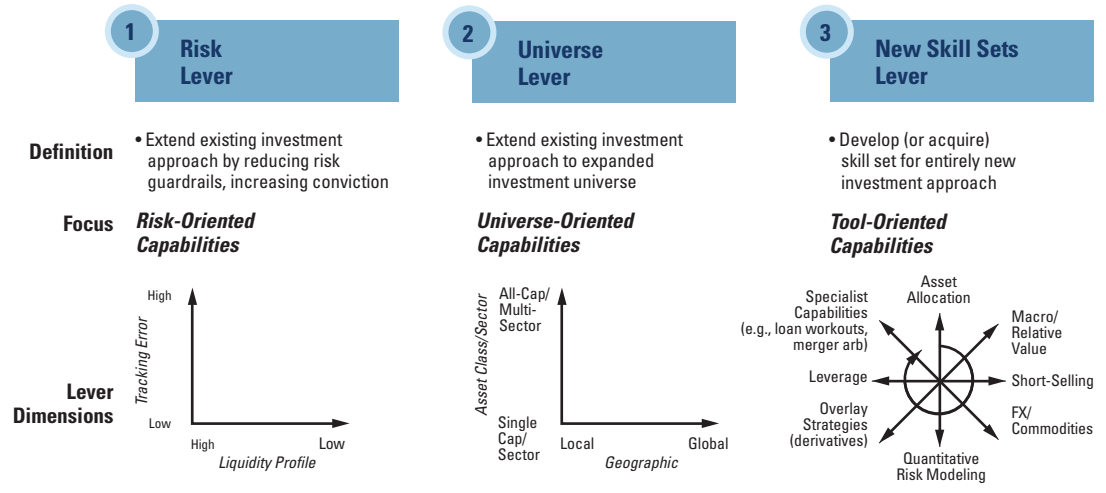 1
Risk
Lever
2
Universe
Lever
3
New Skill Sets
Lever
Definition
• Extend existing investment
approach by reducing risk
guardrails, increasing conviction
• Extend existing investment
approach to expanded
investment universe
• Develop (or acquire)
skill set for entirely new
investment approach
Focus
Risk-Oriented
Capabilities
Universe-Oriented
Capabilities
Tool-Oriented
Capabilities
Lever
Dimensions
High
Tracking Error
Low
High
Low
Liquidity Profile
All-Cap/
Multi-
Sector
Asset Class/Sector
Single
Cap/
Sector
Local
Global
Geographic
Asset
Allocation
Macro/
Relative
Value
Short-Selling
FX/
Commodities
Quantitative
Risk Modeling
Overlay
Strategies
(derivatives)
Leverage
Specialist
Capabilities
(e.g., loan workouts,
merger arb)